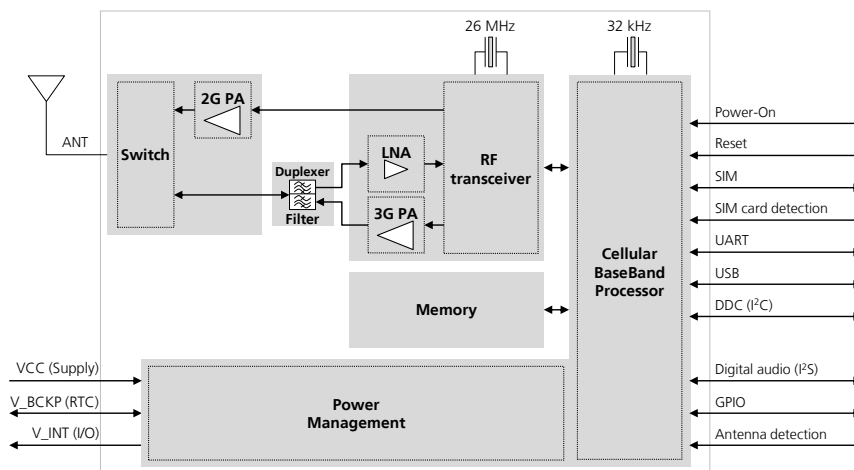 26 MHz
32 kHz
ANT
Switch
2G PA
Duplexer
Filter
LNA
3G PA
RF
transceiver
Memory
Cellular
BaseBand
Processor
Power-On
Reset
SIM
SIM card detection
UART
USB
DDC (I²C)
Digital audio (I²S)
GPIO
Antenna detection
VCC (Supply)
V_BCKP (RTC)
V_INT (I/O)
Power
Management